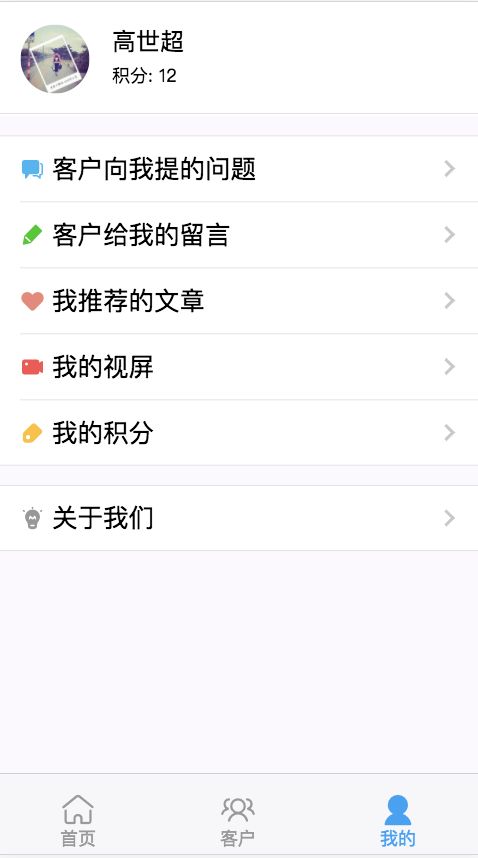 高世超
积分: 12
客户向我提的问题
客户给我的留言
我推荐的文章
我的视屏
我的积分
关于我们
首页 客户 我的